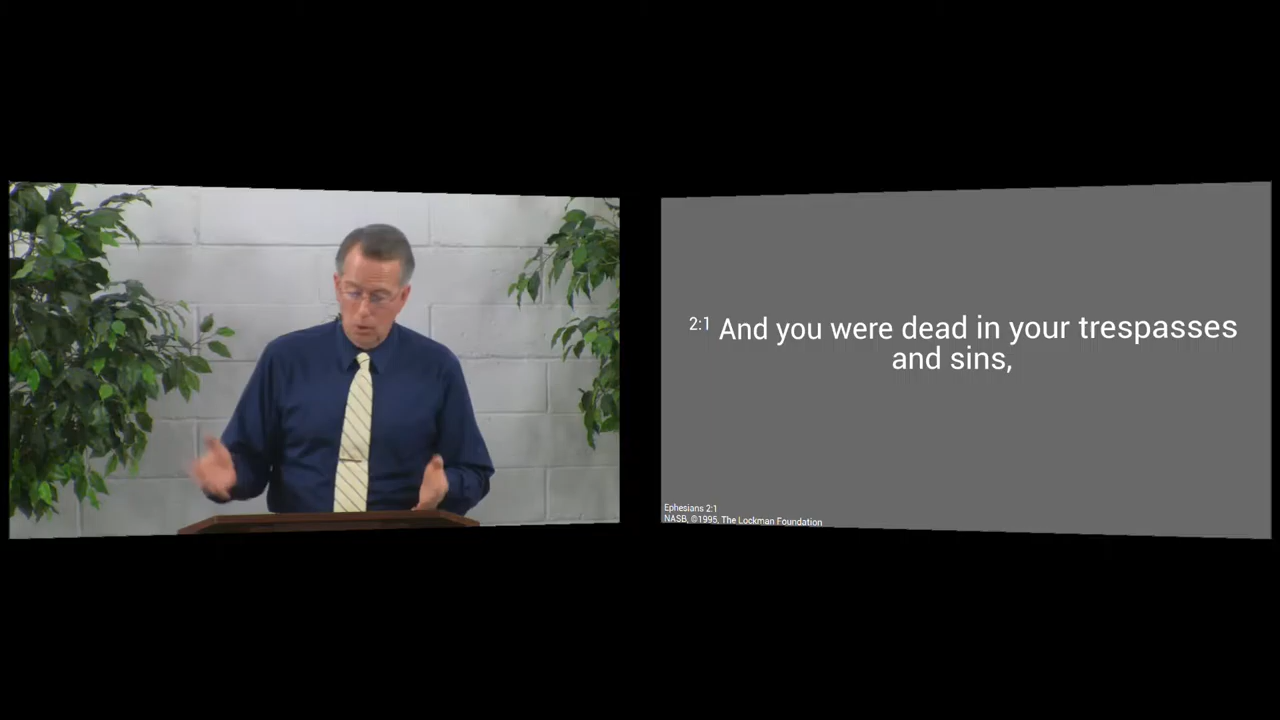 2:1 And you were dead in your trespasses
and sins,
Ephesians 2:1
NASB, ©1995, The Lockman Foundation